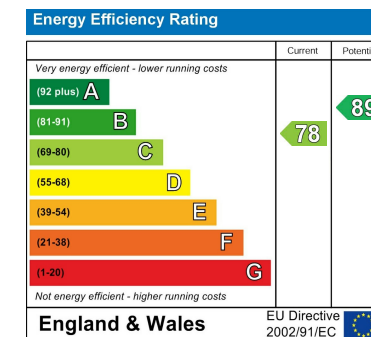 Energy Efficiency Rating
Current Potenti
Very energy efficient - lower running costs
(92 plus) A
(81-91) B
(69-80) C
(55-68) D
(39-54) E
(21-38) F
(1-20) G
78
89
Not energy efficient - higher running costs
England & Wales
EU Directive
2002/91/EC